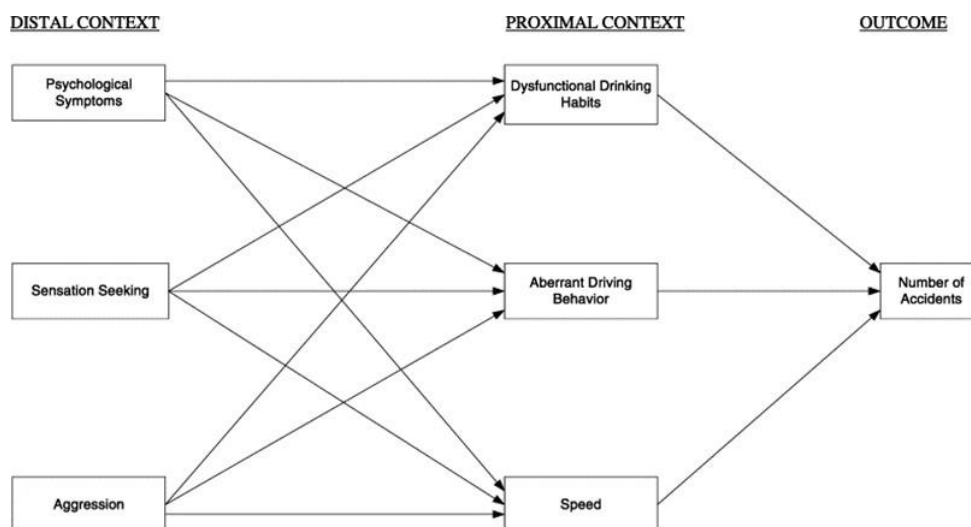 DISTAL CONTEXT
PROXIMAL CONTEXT
OUTCOME
Psychological
Symptoms
Dysfunctional Drinking
Habits
Sensation Seeking
Aberrant Driving
Behavior
Number of
Accidents
Aggression
Speed